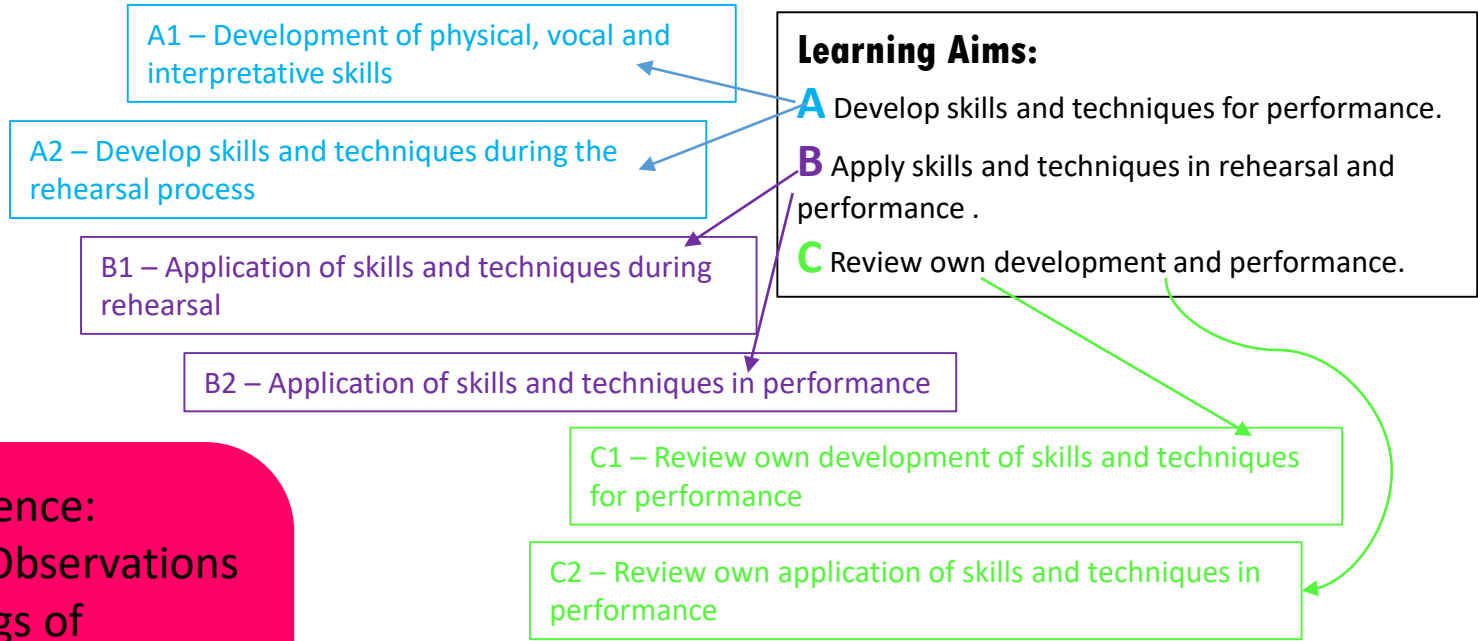 A1 – Development of physical, vocal and
interpretative skills
A2 – Develop skills and techniques during the
rehearsal process
B1 – Application of skills and techniques during
rehearsal
B2 – Application of skills and techniques in performance
Learning Aims:
A Develop skills and techniques for performance.
B Apply skills and techniques in rehearsal and
performance .
C Review own development and performance.
C1 – Review own development of skills and techniques
for performance
C2 – Review own application of skills and techniques in
performance
ence:
Observations
gs of